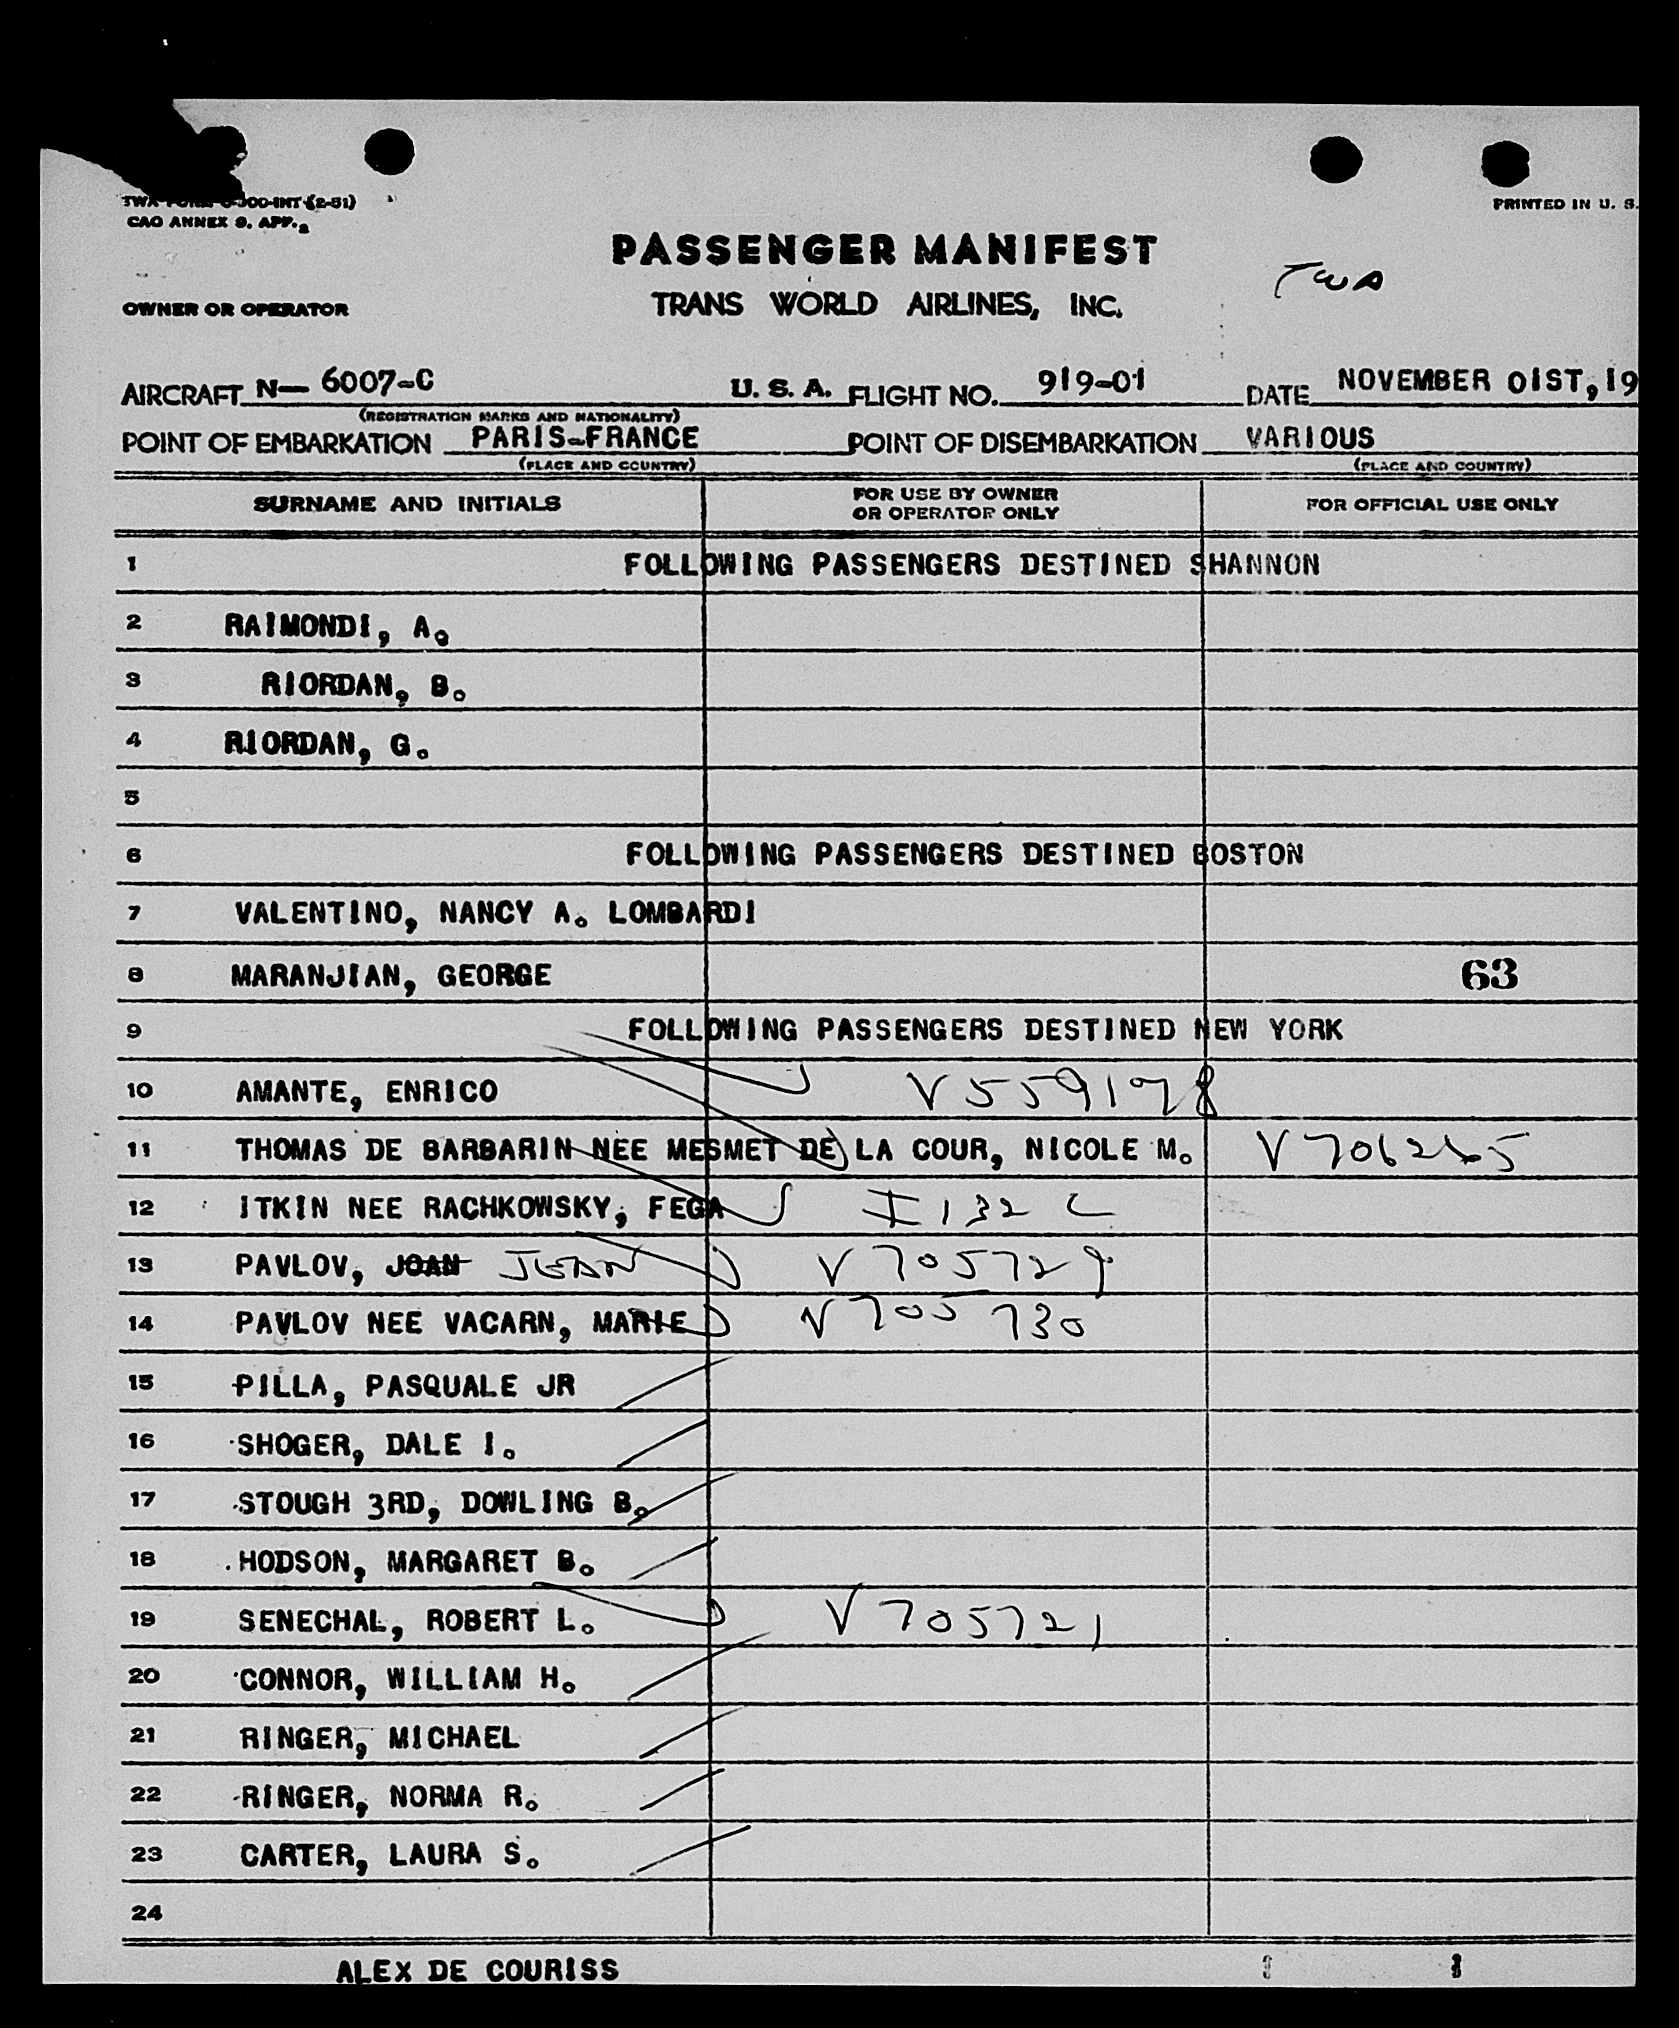 TWA FORM O-300-INT (2-51)
CAO ANNEX 9. APP. 2
PRINTED IN U. S.
PASSENGER MANIFEST
TWA
OWNER OR OPERATOR
TRANS WORLD AIRLINES, INC.
AIRCRAFT N— 6007-C U. S. A. FLIGHT NO. 919-01 DATE NOVEMBER 01ST, 19
(REGISTRATION MARKS AND NATIONALITY)
POINT OF EMBARKATION PARIS-FRANCE POINT OF DISEMBARKATION VARIOUS
(PLACE AND COUNTRY) (PLACE AND COUNTRY)
SURNAME AND INITIALS FOR USE BY OWNER OR OPERATOR ONLY FOR OFFICIAL USE ONLY
1 FOLLOWING PASSENGERS DESTINED SHANNON
2 RAIMONDI, A.
3 RIORDAN, B.
4 RIORDAN, G.
5
6 FOLLOWING PASSENGERS DESTINED BOSTON
7 VALENTINO, NANCY A. LOMBARDI
8 MARANJIAN, GEORGE 63
9 FOLLOWING PASSENGERS DESTINED NEW YORK
10 AMANTE, ENRICO V 559198
11 THOMAS DE BARBARIN NEE MESMET DE LA COUR, NICOLE M. V 706265
12 ITKIN NEE RACHKOWSKY, FEGA I 132 C
13 PAVLOV, JOAN JEAN V 705729
14 PAVLOV NEE VACARN, MARIE V 705 730
15 PILLA, PASQUALE JR
16 SHOGER, DALE I.
17 STOUGH 3RD, DOWLING B.
18 HODSON, MARGARET B.
19 SENECHAL, ROBERT L. V 705721
20 CONNOR, WILLIAM H.
21 RINGER, MICHAEL
22 RINGER, NORMA R.
23 CARTER, LAURA S.
24
ALEX DE COURISS